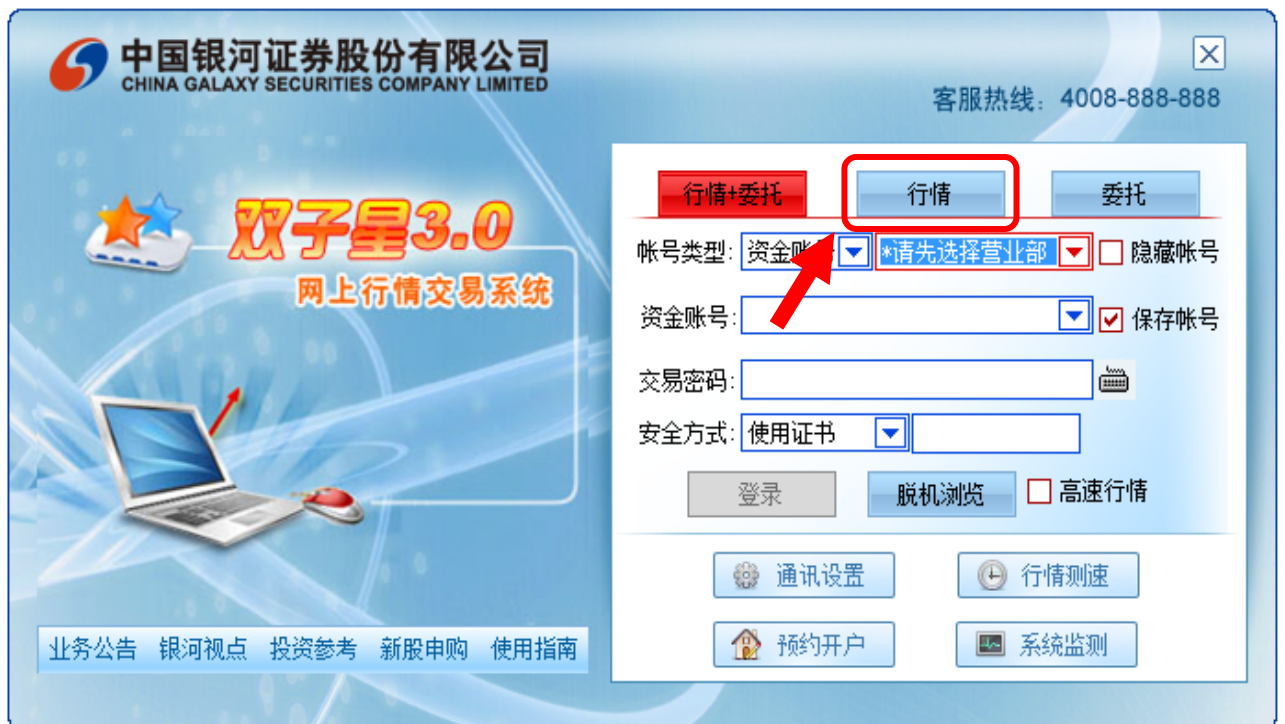 中国银河证券股份有限公司
CHINA GALAXY SECURITIES COMPANY LIMITED
客服热线：4008-888-888
双子星3.0
网上行情交易系统
行情+委托 行情 委托
帐号类型: 资金账号 *请先选择营业部 隐藏帐号
资金账号: 保存帐号
交易密码:
安全方式: 使用证书
登录 脱机浏览 高速行情
通讯设置 行情测速
预约开户 系统监测
业务公告 银河视点 投资参考 新股申购 使用指南